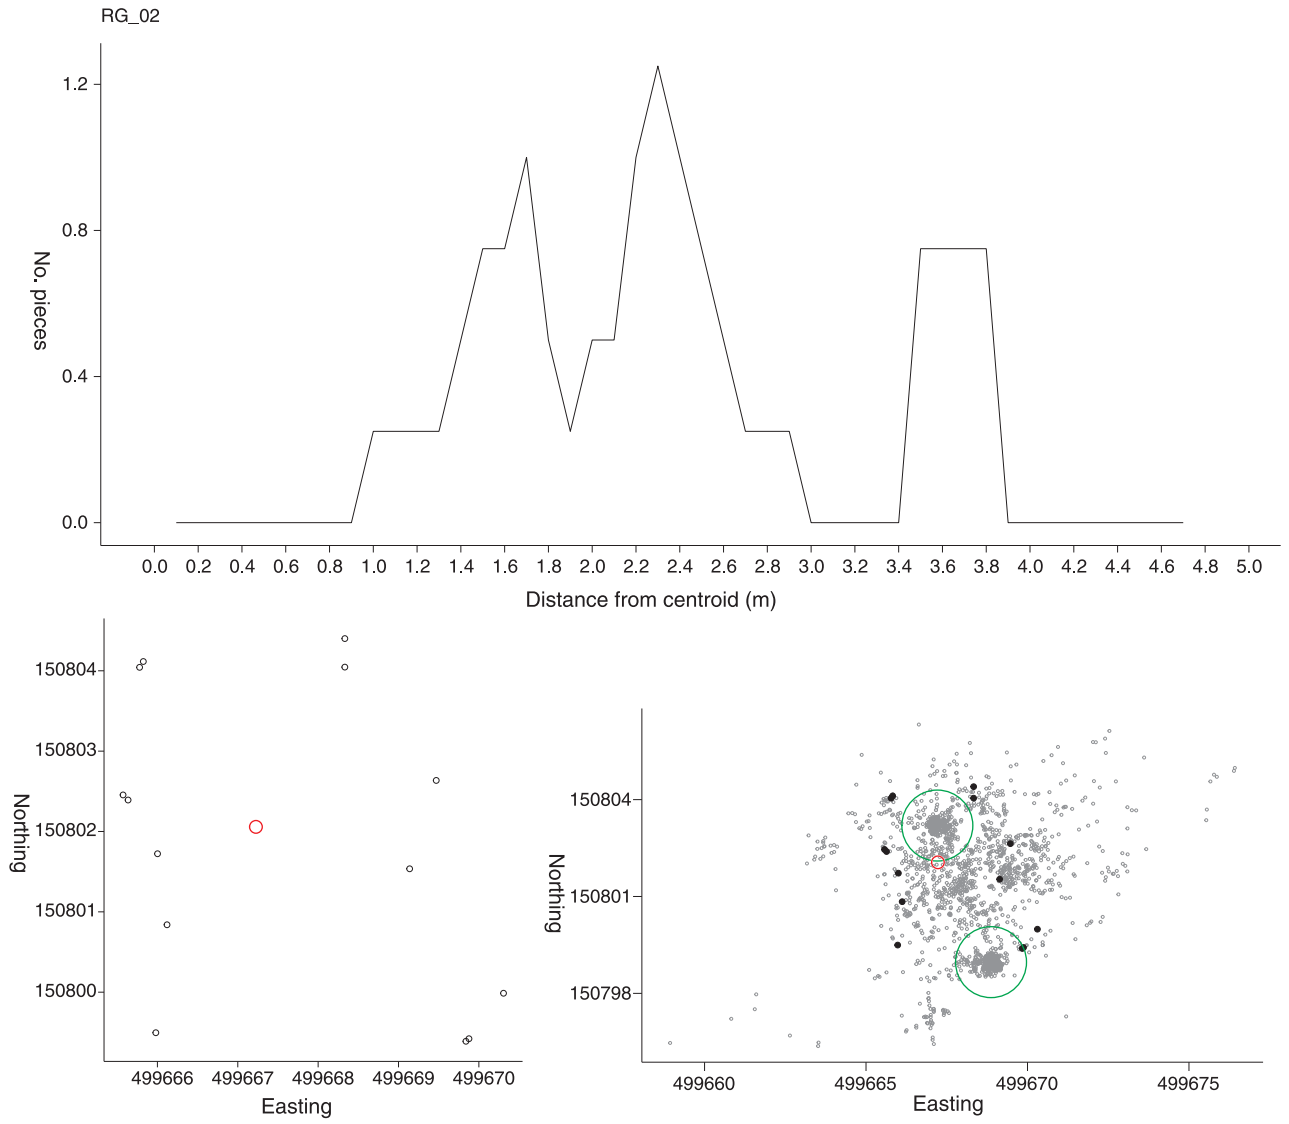 RG_02
1.2
0.8
0.4
0.0
No. pieces
0.0 0.2 0.4 0.6 0.8 1.0 1.2 1.4 1.6 1.8 2.0 2.2 2.4 2.6 2.8 3.0 3.2 3.4 3.6 3.8 4.0 4.2 4.4 4.6 4.8 5.0
Distance from centroid (m)
150804
150803
150802
150801
150800
Northing
499666 499667 499668 499669 499670
Easting
150804
150801
150798
Northing
499660 499665 499670 499675
Easting